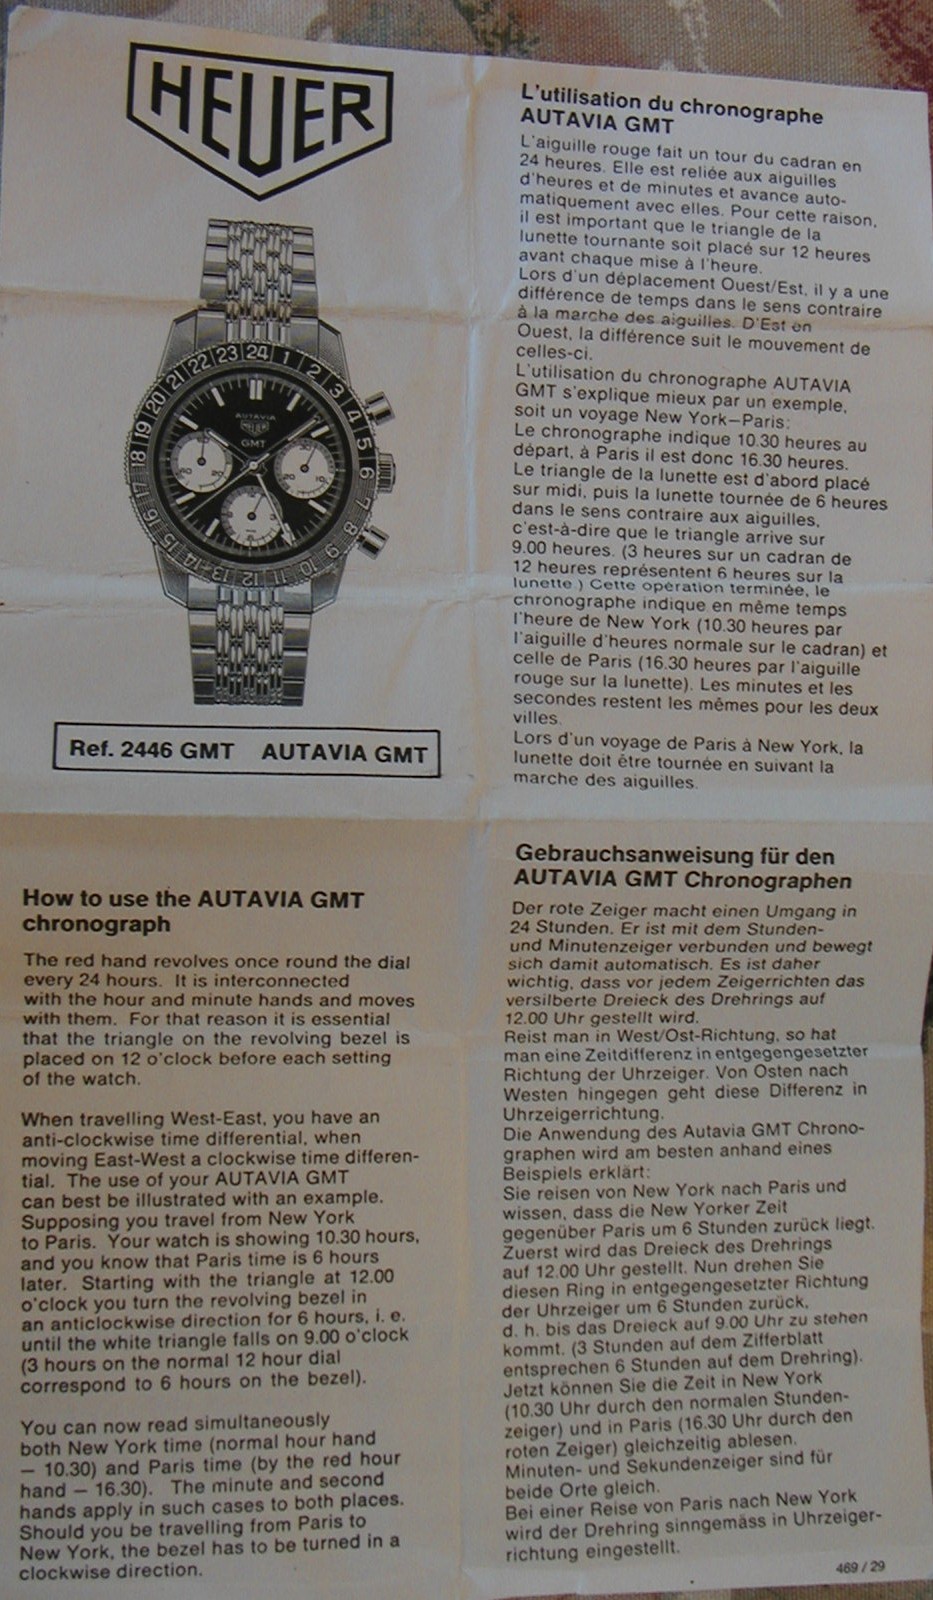 HEUER
22 23 24 1 2 3 4 5 6 7 8 9 10 11 12 13 14 15 16 18 19 20 21
AUTAVIA
HEUER
GMT
Ref. 2446 GMT AUTAVIA GMT
How to use the AUTAVIA GMT
chronograph
The red hand revolves once round the dial
every 24 hours. It is interconnected
with the hour and minute hands and moves
with them. For that reason it is essential
that the triangle on the revolving bezel is
placed on 12 o'clock before each setting
of the watch.
When travelling West-East, you have an
anti-clockwise time differential, when
moving East-West a clockwise time differen-
tial. The use of your AUTAVIA GMT
can best be illustrated with an example.
Supposing you travel from New York
to Paris. Your watch is showing 10.30 hours,
and you know that Paris time is 6 hours
later. Starting with the triangle at 12.00
o'clock you turn the revolving bezel in
an anticlockwise direction for 6 hours, i. e.
until the white triangle falls on 9.00 o'clock
(3 hours on the normal 12 hour dial
correspond to 6 hours on the bezel).
You can now read simultaneously
both New York time (normal hour hand
– 10.30) and Paris time (by the red hour
hand – 16.30). The minute and second
hands apply in such cases to both places.
Should you be travelling from Paris to
New York, the bezel has to be turned in a
clockwise direction.
L'utilisation du chronographe
AUTAVIA GMT
L'aiguille rouge fait un tour du cadran en
24 heures. Elle est reliée aux aiguilles
d'heures et de minutes et avance auto-
matiquement avec elles. Pour cette raison,
il est important que le triangle de la
lunette tournante soit placé sur 12 heures
avant chaque mise à l'heure.
Lors d'un déplacement Ouest/Est, il y a une
différence de temps dans le sens contraire
à la marche des aiguilles. D'Est en
Ouest, la différence suit le mouvement de
celles-ci.
L'utilisation du chronographe AUTAVIA
GMT s'explique mieux par un exemple,
soit un voyage New York–Paris:
Le chronographe indique 10.30 heures au
départ, à Paris il est donc 16.30 heures.
Le triangle de la lunette est d'abord placé
sur midi, puis la lunette tournée de 6 heures
dans le sens contraire aux aiguilles,
c'est-à-dire que le triangle arrive sur
9.00 heures. (3 heures sur un cadran de
12 heures représentent 6 heures sur la
lunette.) Cette opération terminée, le
chronographe indique en même temps
l'heure de New York (10.30 heures par
l'aiguille d'heures normale sur le cadran) et
celle de Paris (16.30 heures par l'aiguille
rouge sur la lunette). Les minutes et les
secondes restent les mêmes pour les deux
villes.
Lors d'un voyage de Paris à New York, la
lunette doit être tournée en suivant la
marche des aiguilles.
Gebrauchsanweisung für den
AUTAVIA GMT Chronographen
Der rote Zeiger macht einen Umgang in
24 Stunden. Er ist mit dem Stunden-
und Minutenzeiger verbunden und bewegt
sich damit automatisch. Es ist daher
wichtig, dass vor jedem Zeigerrichten das
versilberte Dreieck des Drehrings auf
12.00 Uhr gestellt wird.
Reist man in West/Ost-Richtung, so hat
man eine Zeitdifferenz in entgegengesetzter
Richtung der Uhrzeiger. Von Osten nach
Westen hingegen geht diese Differenz in
Uhrzeigerrichtung.
Die Anwendung des Autavia GMT Chrono-
graphen wird am besten anhand eines
Beispiels erklärt:
Sie reisen von New York nach Paris und
wissen, dass die New Yorker Zeit
gegenüber Paris um 6 Stunden zurück liegt.
Zuerst wird das Dreieck des Drehrings
auf 12.00 Uhr gestellt. Nun drehen Sie
diesen Ring in entgegengesetzter Richtung
der Uhrzeiger um 6 Stunden zurück,
d. h. bis das Dreieck auf 9.00 Uhr zu stehen
kommt. (3 Stunden auf dem Zifferblatt
entsprechen 6 Stunden auf dem Drehring).
Jetzt können Sie die Zeit in New York
(10.30 Uhr durch den normalen Stunden-
zeiger) und in Paris (16.30 Uhr durch den
roten Zeiger) gleichzeitig ablesen.
Minuten- und Sekundenzeiger sind für
beide Orte gleich.
Bei einer Reise von Paris nach New York
wird der Drehring sinngemäss in Uhrzeiger-
richtung eingestellt.
469 / 29